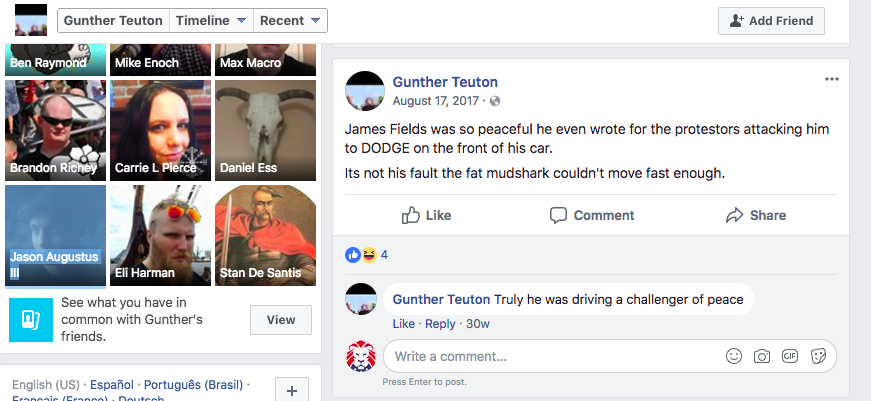 Gunther Teuton Timeline Recent
Add Friend
Ben Raymond Mike Enoch Max Macro
Brandon Richey Carrie L Pierce Daniel Ess
Jason Augustus
III Eli Harman Stan De Santis
See what you have in
common with Gunther's
friends.
View
English (US) · Español · Português (Brasil) ·
Français (France) · Deutsch
Gunther Teuton
August 17, 2017 ·
James Fields was so peaceful he even wrote for the protestors attacking him
to DODGE on the front of his car.
Its not his fault the fat mudshark couldn't move fast enough.
Like Comment Share
4
Gunther Teuton Truly he was driving a challenger of peace
Like · Reply · 30w
Write a comment...
GIF
Press Enter to post.